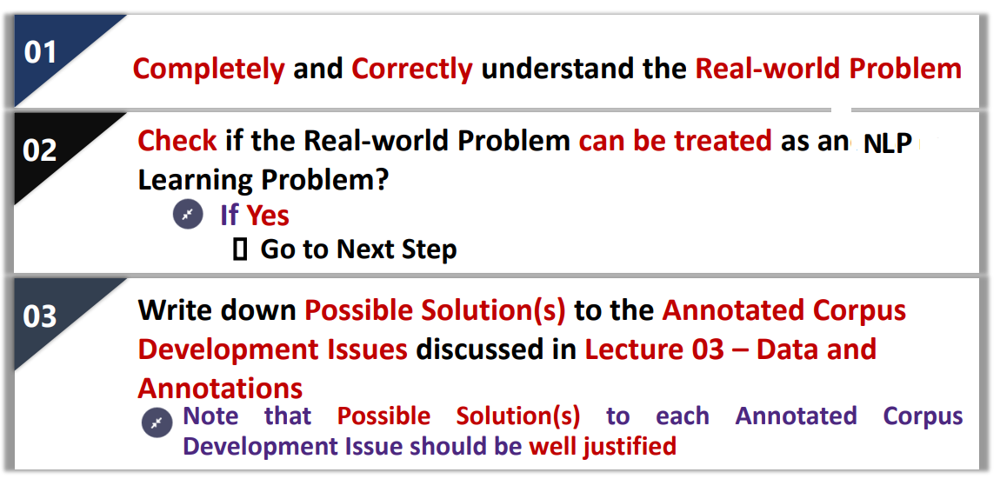 01
Completely and Correctly understand the Real-world Problem
02
Check if the Real-world Problem can be treated as an NLP
Learning Problem?
If Yes
Go to Next Step
03
Write down Possible Solution(s) to the Annotated Corpus
Development Issues discussed in Lecture 03 – Data and
Annotations
Note that Possible Solution(s) to each Annotated Corpus
Development Issue should be well justified